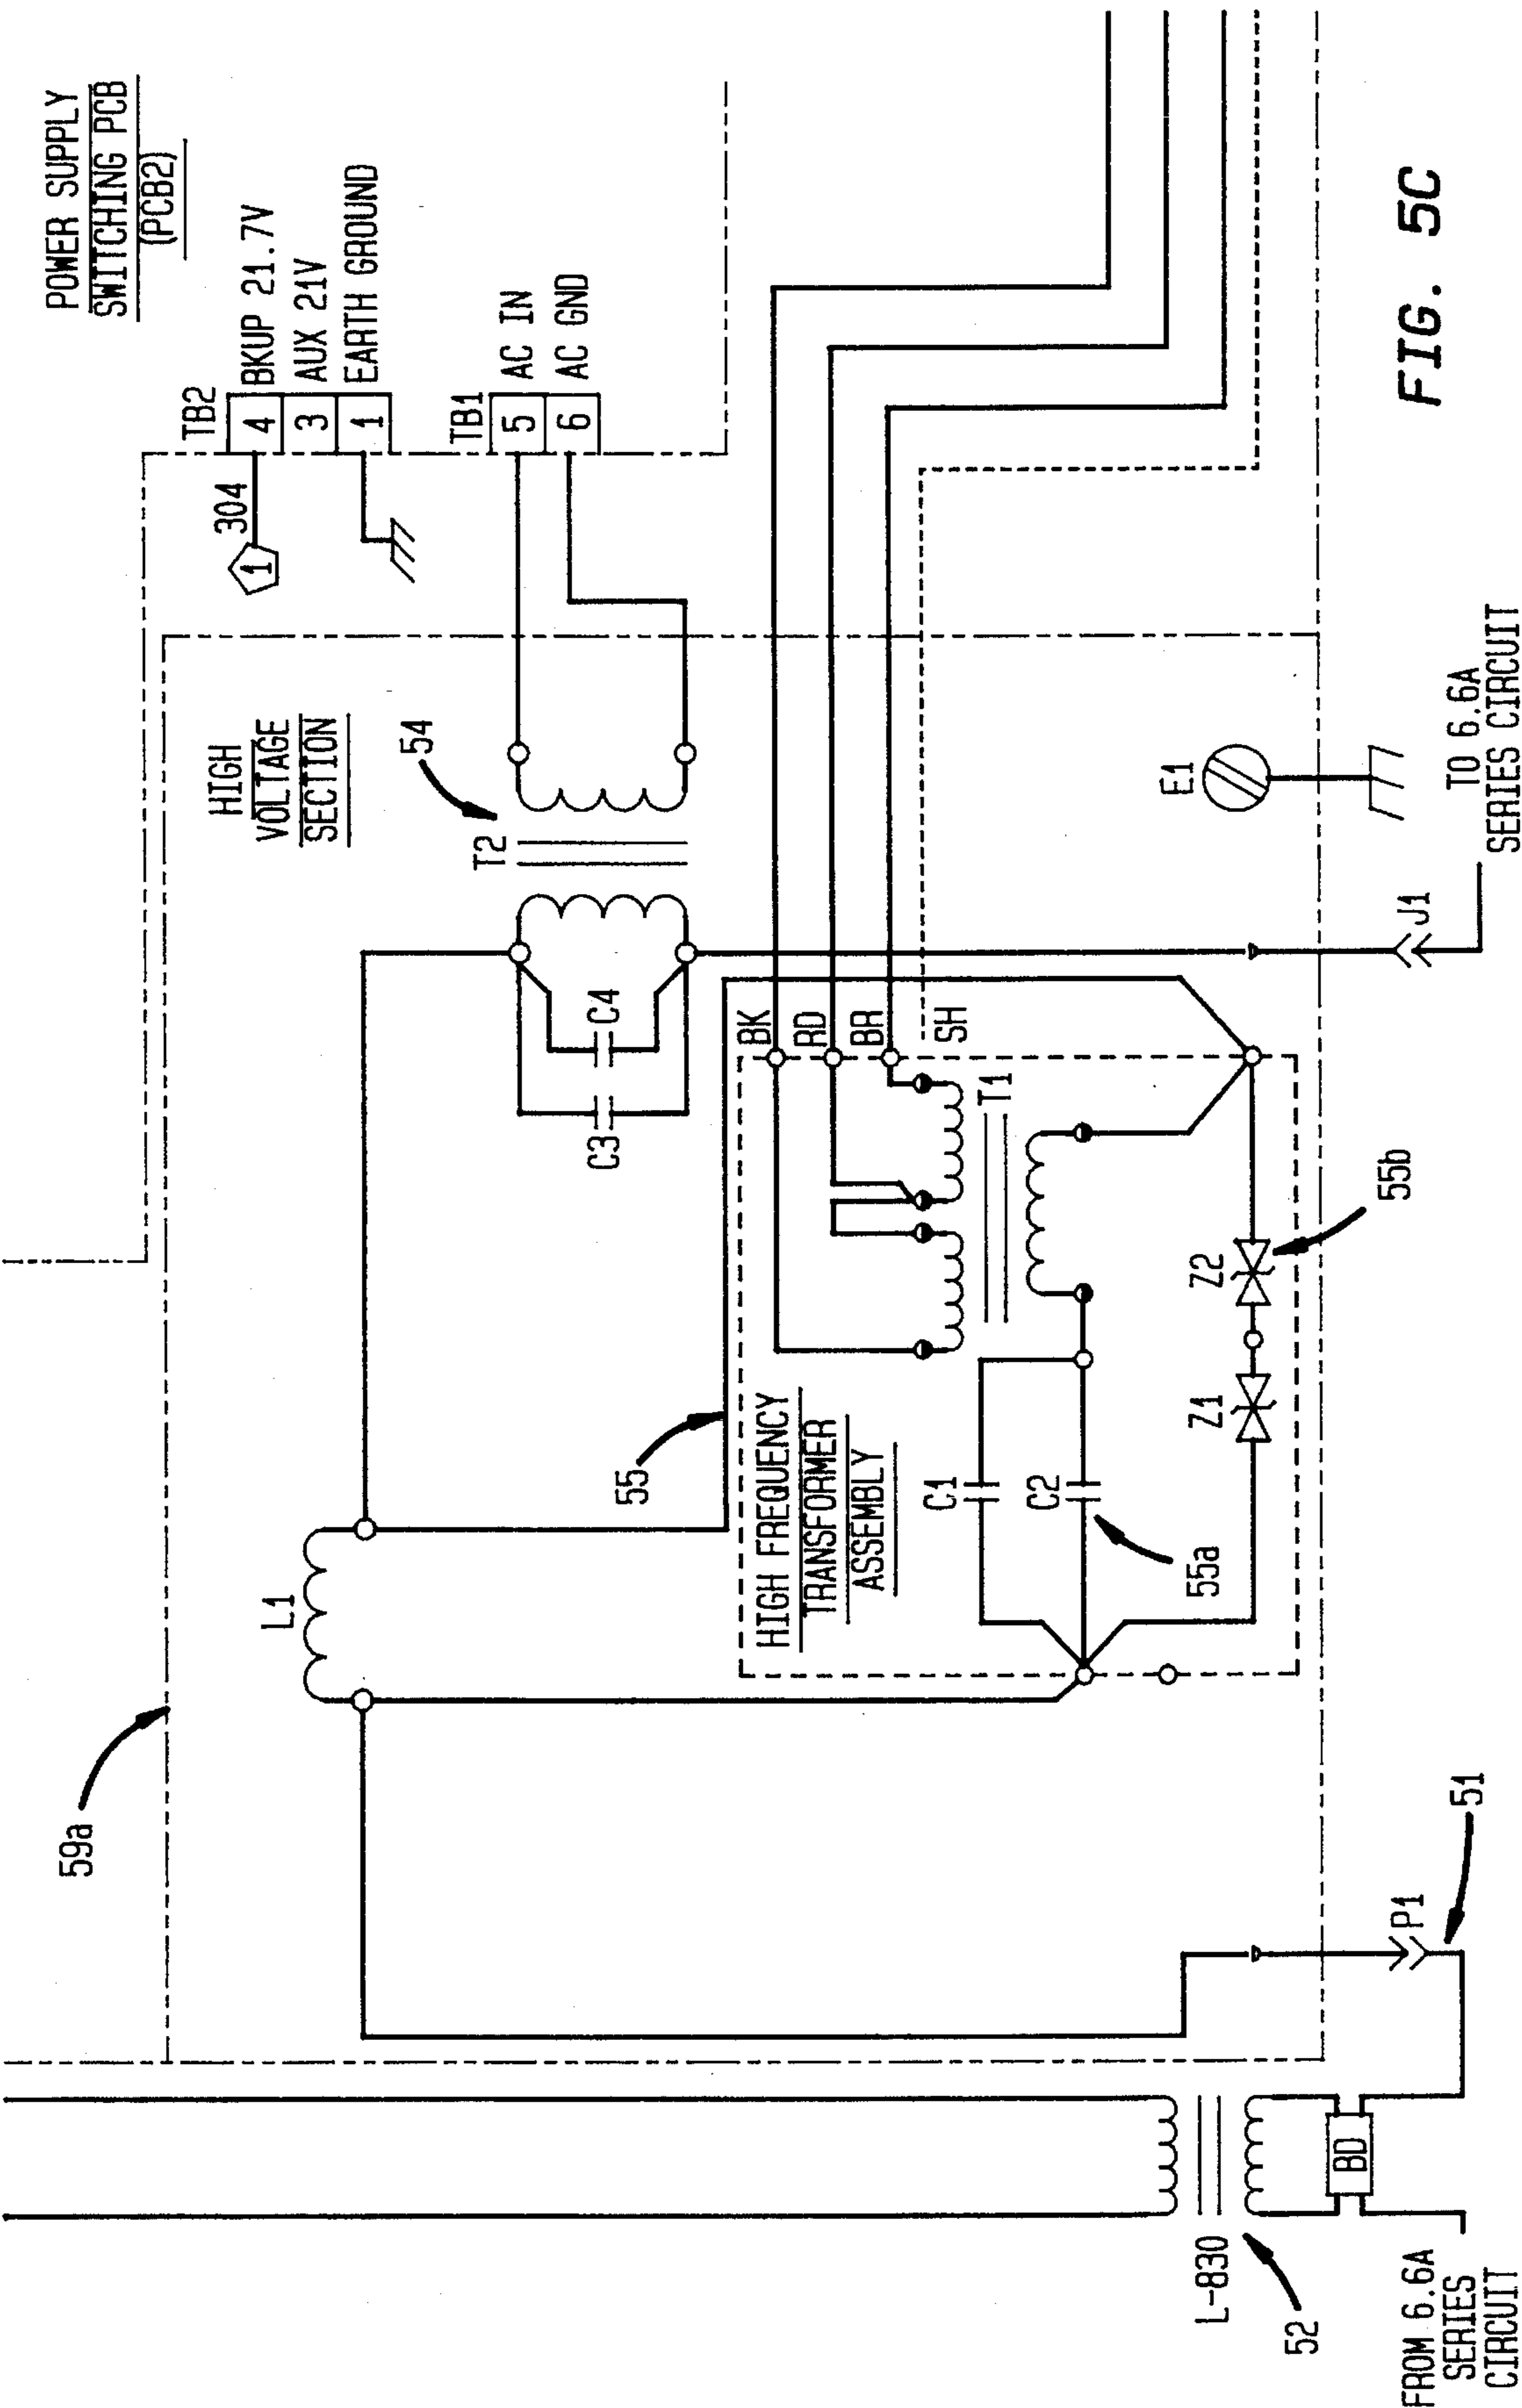 POWER SUPPLY
SWITCHING PCB
(PCB2)
TB2
4 BKUP 21.7V
3 AUX 21V
1 EARTH GROUND
304
1
TB1
5 AC IN
6 AC GND
59a
HIGH
VOLTAGE
SECTION
54
T2
L1
C3
C4
55
HIGH FREQUENCY
TRANSFORMER
ASSEMBLY
BK
RD
BR
SH
T1
C1
C2
55a
Z1
Z2
55b
E1
J1
TO 6.6A
SERIES CIRCUIT
P1
51
L-830
52
BD
FROM 6.6A
SERIES
CIRCUIT
FIG. 5C